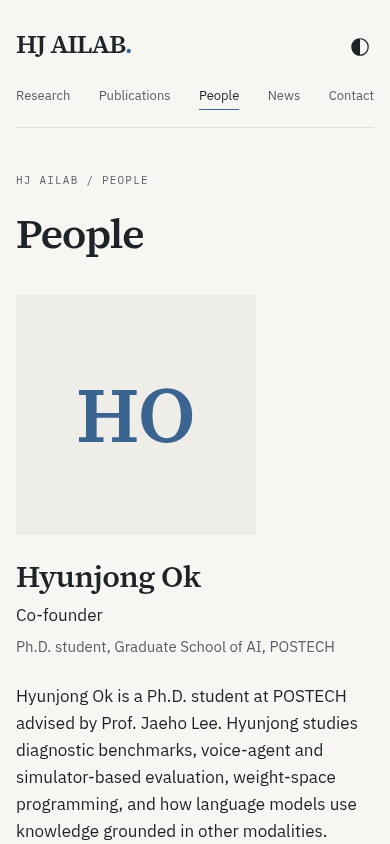 HJ AILAB.
Research Publications People News Contact
HJ AILAB / PEOPLE
People
HO
Hyunjong Ok
Co-founder
Ph.D. student, Graduate School of AI, POSTECH
Hyunjong Ok is a Ph.D. student at POSTECH
advised by Prof. Jaeho Lee. Hyunjong studies
diagnostic benchmarks, voice-agent and
simulator-based evaluation, weight-space
programming, and how language models use
knowledge grounded in other modalities.